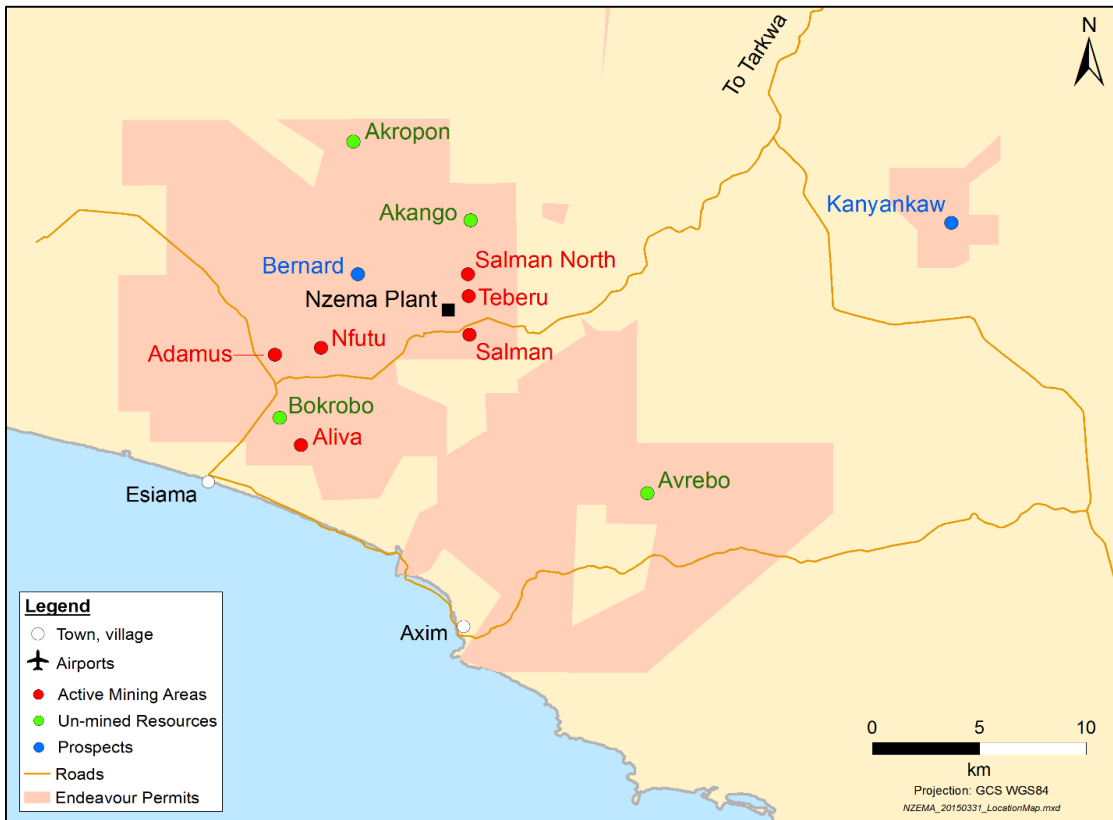 N
To Tarkwa
Akropon
Kanyankaw
Akango
Bernard
Salman North
Nzema Plant
Teberu
Nfutu
Salman
Adamus
Bokrobo
Aliva
Avrebo
Esiama
Axim
Legend
Town, village
Airports
Active Mining Areas
Un-mined Resources
Prospects
Roads
Endeavour Permits
0 5 10
km
Projection: GCS WGS84
NZEMA_20150331_LocationMap.mxd